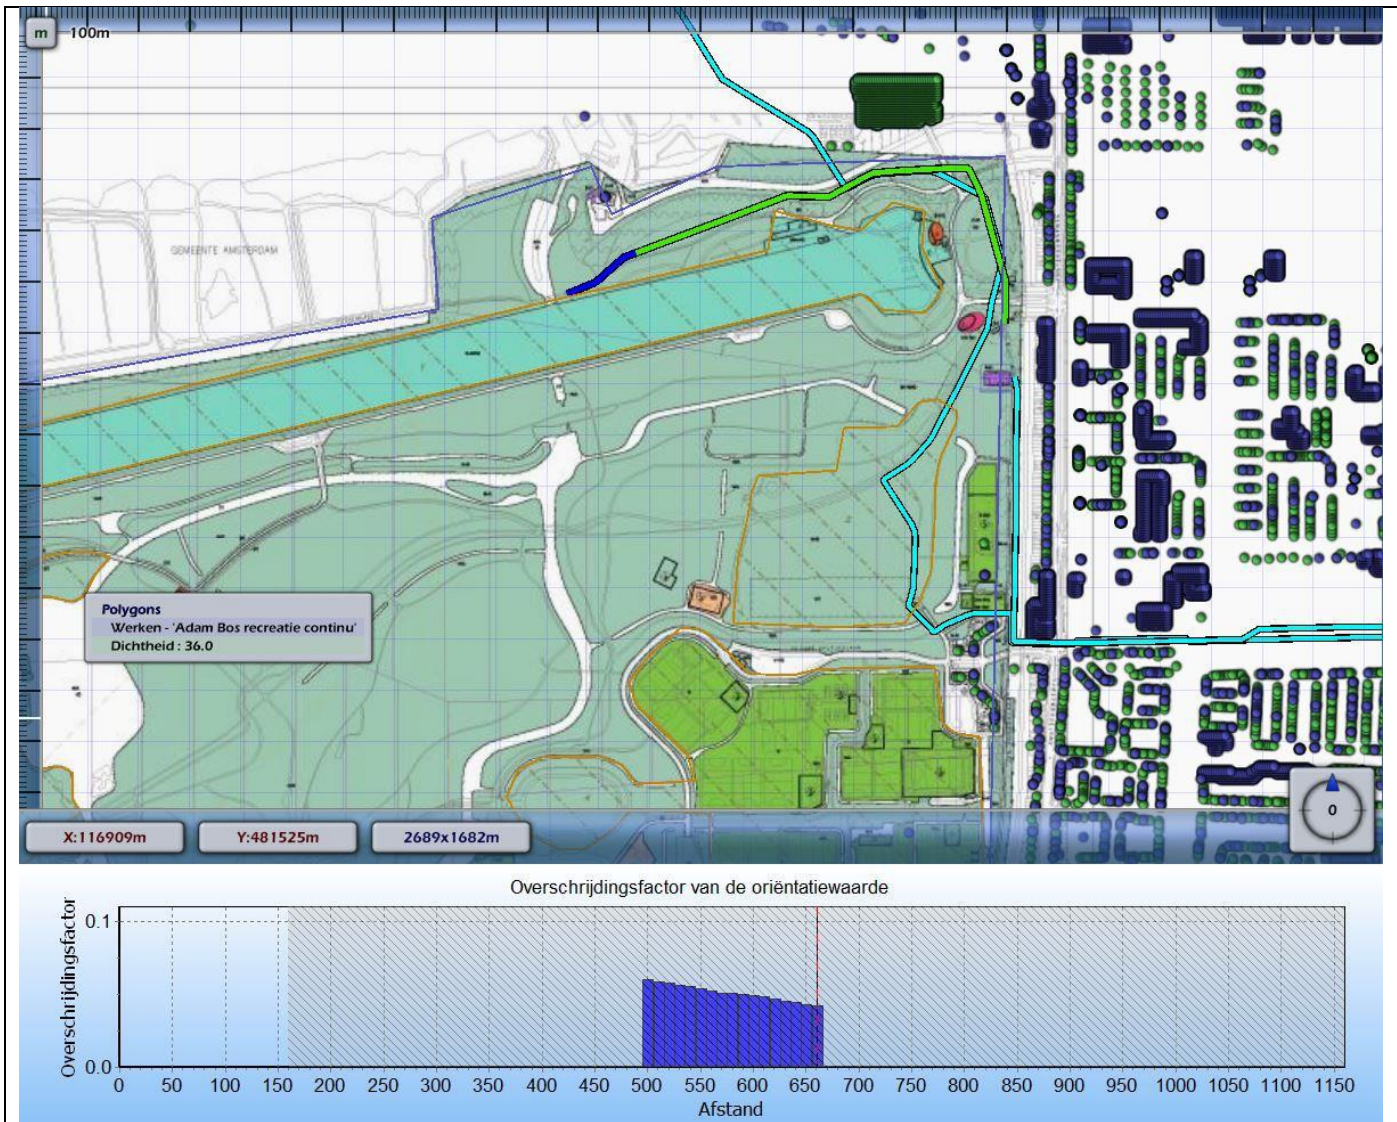 m
100m
GEMEENTE AMSTERDAM
Polygons
Werken - 'Adam Bos recreatie continu'
Dichtheid : 36.0
0
X:116909m
Y:481525m
2689x1682m
Overschrijdingsfactor van de oriëntatiewaarde
Overschrijdingsfactor
0.1
0.0
0 50 100 150 200 250 300 350 400 450 500 550 600 650 700 750 800 850 900 950 1000 1050 1100 1150
Afstand